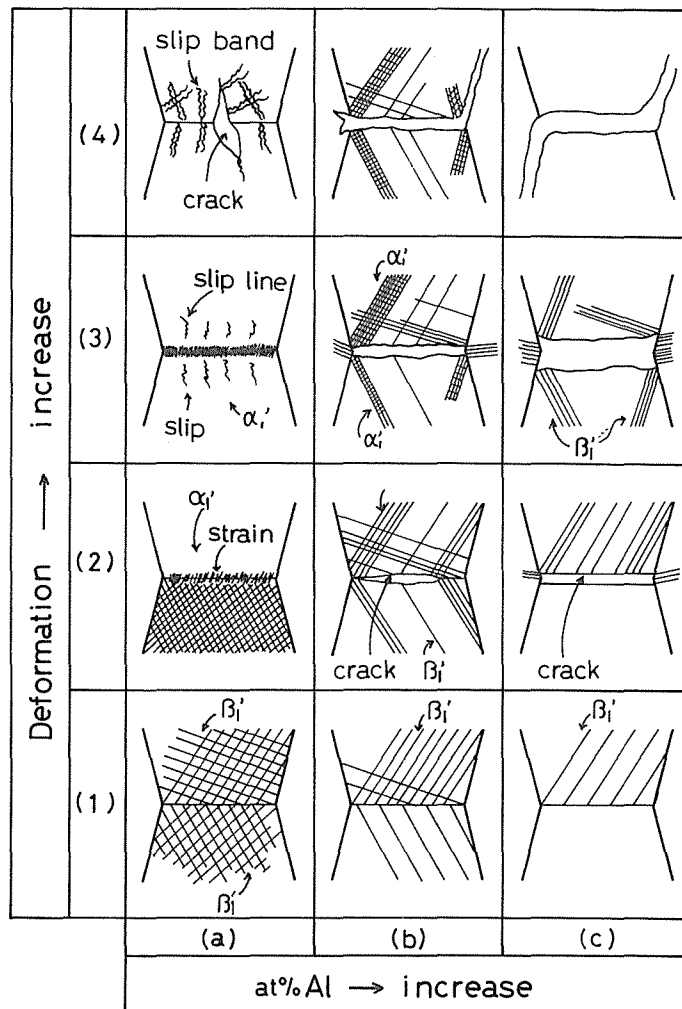 slip band
crack
(4)
slip line
slip
α₁'
α₁'
α₁'
β₁'
(3)
α₁'
strain
crack
β₁'
crack
(2)
β₁'
β₁'
β₁'
β₁'
(1)
Deformation → increase
(a)
(b)
(c)
at%Al → increase